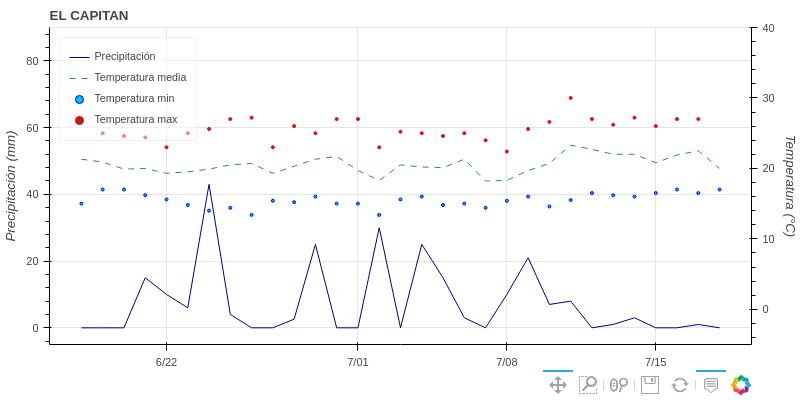 EL CAPITAN
Precipitación
Temperatura media
Temperatura min
Temperatura max
Precipitación (mm)
80
60
40
20
0
Temperatura (°C)
40
30
20
10
0
6/22
7/01
7/08
7/15